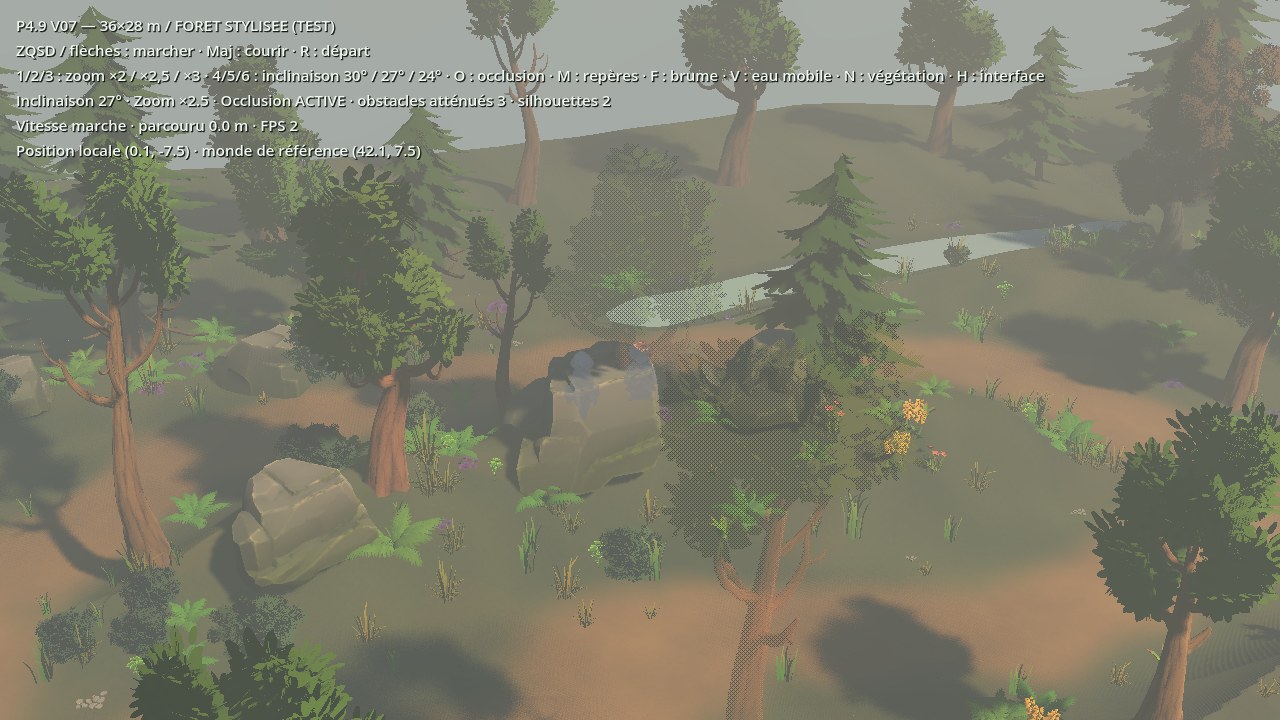 P4.9 V07 — 36×28 m / FORET STYLISEE (TEST)
ZQSD / flèches : marcher · Maj : courir · R : départ
1/2/3 : zoom ×2 / ×2,5 / ×3 · 4/5/6 : inclinaison 30° / 27° / 24° · O : occlusion · M : repères · F : brume · V : eau mobile · N : végétation · H : interface
Inclinaison 27° · Zoom ×2.5 · Occlusion ACTIVE · obstacles atténués 3 · silhouettes 2
Vitesse marche · parcouru 0.0 m · FPS 2
Position locale (0.1, -7.5) · monde de référence (42.1, 7.5)